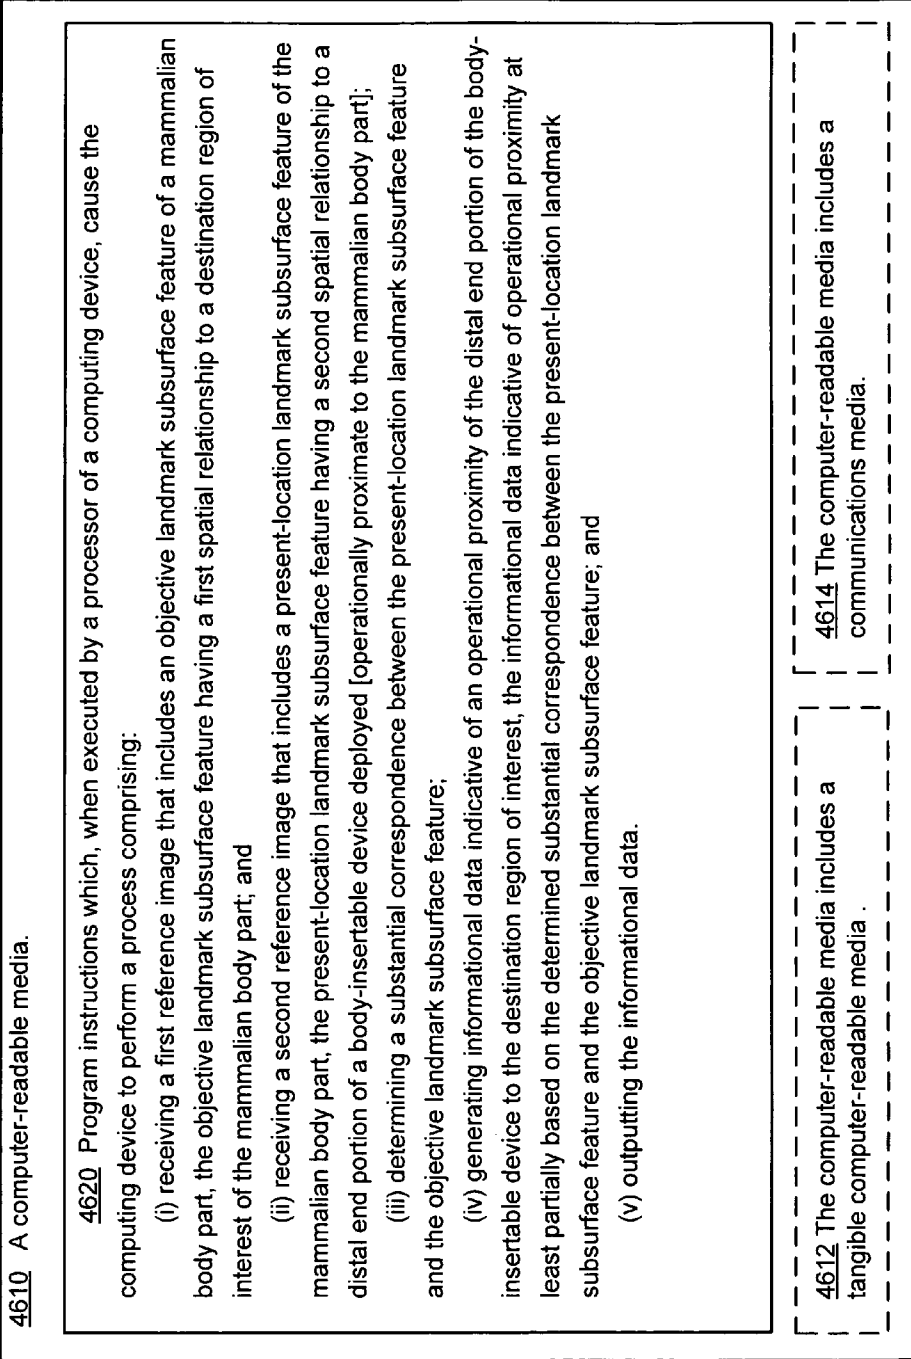 4610 A computer-readable media.
4620 Program instructions which, when executed by a processor of a computing device, cause the
computing device to perform a process comprising:
(i) receiving a first reference image that includes an objective landmark subsurface feature of a mammalian
body part, the objective landmark subsurface feature having a first spatial relationship to a destination region of
interest of the mammalian body part; and
(ii) receiving a second reference image that includes a present-location landmark subsurface feature of the
mammalian body part, the present-location landmark subsurface feature having a second spatial relationship to a
distal end portion of a body-insertable device deployed [operationally proximate to the mammalian body part];
(iii) determining a substantial correspondence between the present-location landmark subsurface feature
and the objective landmark subsurface feature;
(iv) generating informational data indicative of an operational proximity of the distal end portion of the body-
insertable device to the destination region of interest, the informational data indicative of operational proximity at
least partially based on the determined substantial correspondence between the present-location landmark
subsurface feature and the objective landmark subsurface feature; and
(v) outputting the informational data.
4612 The computer-readable media includes a
tangible computer-readable media .
4614 The computer-readable media includes a
communications media.